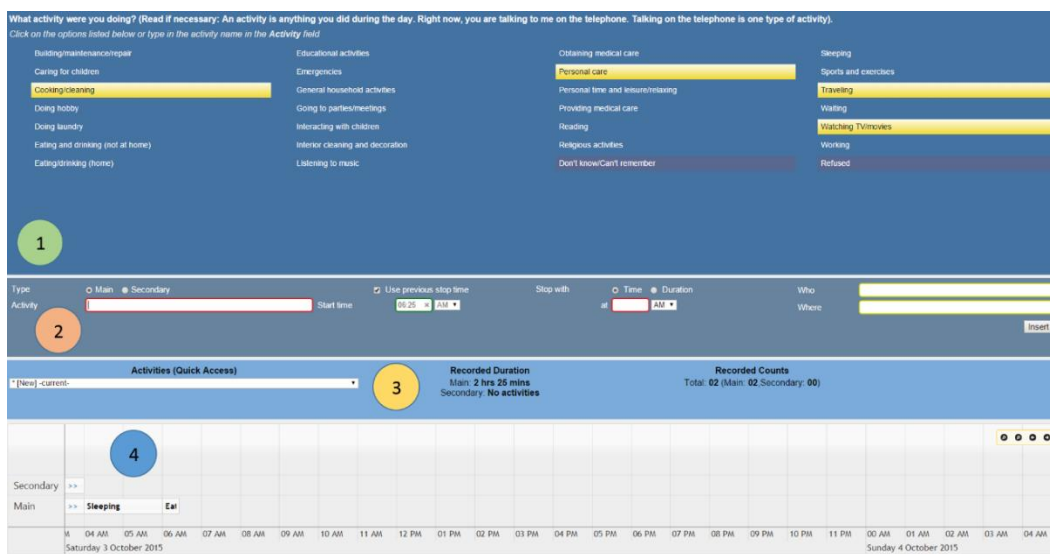 What activity were you doing? (Read if necessary: An activity is anything you did during the day. Right now, you are talking to me on the telephone. Talking on the telephone is one type of activity).
Click on the options listed below or type in the activity name in the Activity field
Building/maintenance/repair Educational activities Obtaining medical care Sleeping
Caring for children Emergencies Personal care Sports and exercises
Cooking/cleaning General household activities Personal time and leisure/relaxing Traveling
Doing hobby Going to parties/meetings Providing medical care Waiting
Doing laundry Interacting with children Reading Watching TV/movies
Eating and drinking (not at home) Interior cleaning and decoration Religious activities Working
Eating/drinking (home) Listening to music Don't know/Can't remember Refused
1
Type Main Secondary Use previous stop time Stop with Time Duration Who
Activity Start time 06:25 × AM at AM Where
2
Insert
Activities (Quick Access) Recorded Duration Recorded Counts
* [New] -current- 3 Main: 2 hrs 25 mins Total: 02 (Main: 02,Secondary: 00)
Secondary: No activities
4
Secondary >>
Main >> Sleeping Eat
04 AM 05 AM 06 AM 07 AM 08 AM 09 AM 10 AM 11 AM 12 PM 01 PM 02 PM 03 PM 04 PM 05 PM 06 PM 07 PM 08 PM 09 PM 10 PM 11 PM 00 AM 01 AM 02 AM 03 AM 04 AM
Saturday 3 October 2015 Sunday 4 October 2015